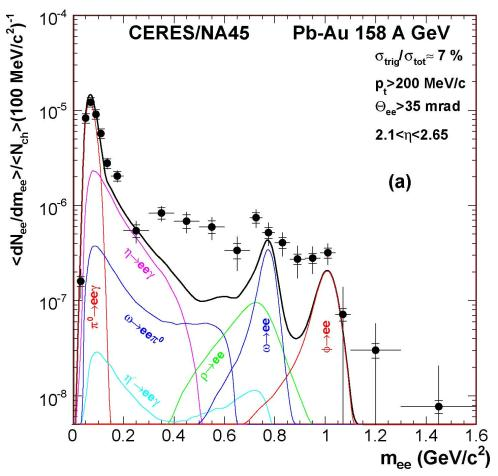 CERES/NA45 Pb-Au 158 A GeV
σtrig/σtot ≈ 7 %
pt>200 MeV/c
Θee>35 mrad
2.1<η<2.65
(a)
<dNee/dmee>/<Nch>(100 MeV/c²)⁻¹
10⁻⁴
10⁻⁵
10⁻⁶
10⁻⁷
10⁻⁸
π⁰→eeγ
η→eeγ
ω→eeπ⁰
η→eeγ
ρ→ee
ω→ee
ϕ→ee
0 0.2 0.4 0.6 0.8 1 1.2 1.4 1.6
mee (GeV/c²)